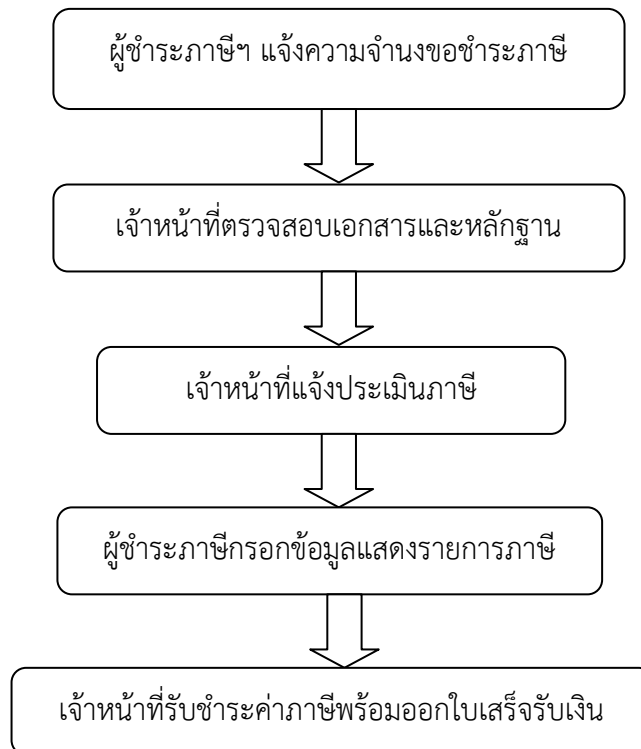 ผู้ชำระภาษีฯ แจ้งความจำนงขอชำระภาษี
เจ้าหน้าที่ตรวจสอบเอกสารและหลักฐาน
เจ้าหน้าที่แจ้งประเมินภาษี
ผู้ชำระภาษีกรอกข้อมูลแสดงรายการภาษี
เจ้าหน้าที่รับชำระค่าภาษีพร้อมออกใบเสร็จรับเงิน